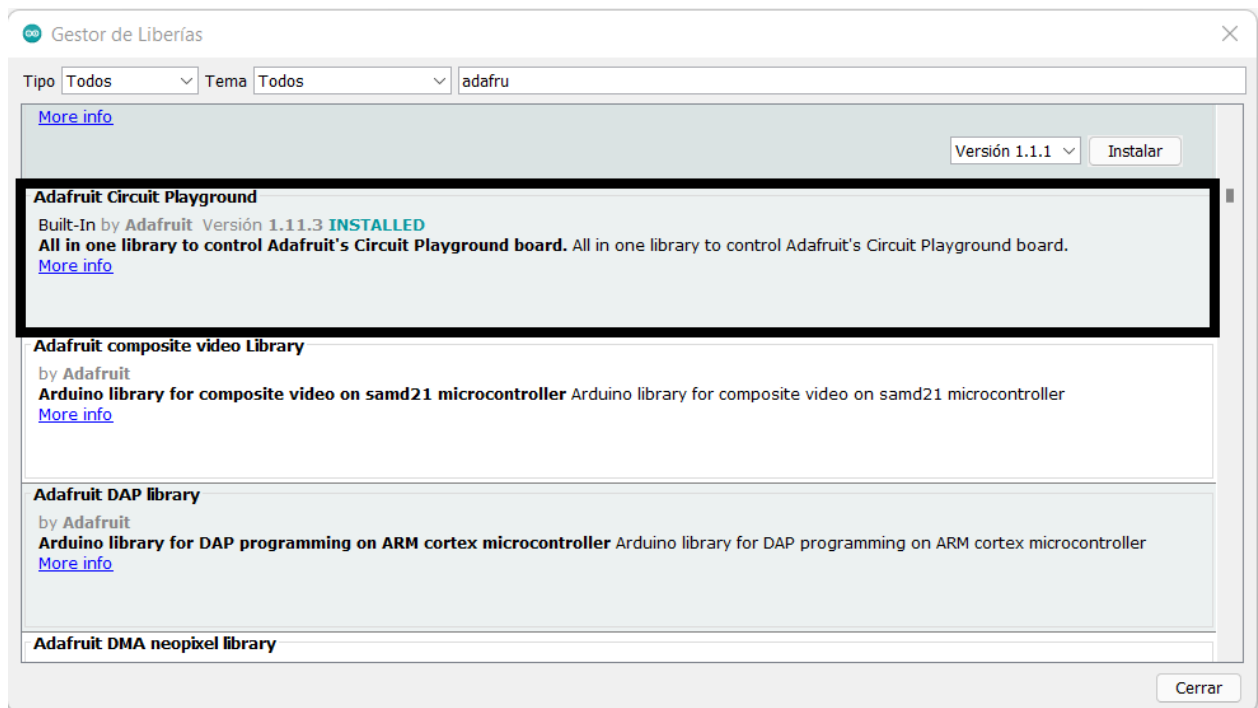 Gestor de Liberías
Tipo Todos Tema Todos adafru
More info
Versión 1.1.1 Instalar
Adafruit Circuit Playground
Built-In by Adafruit Versión 1.11.3 INSTALLED
All in one library to control Adafruit's Circuit Playground board. All in one library to control Adafruit's Circuit Playground board.
More info
Adafruit composite video Library
by Adafruit
Arduino library for composite video on samd21 microcontroller Arduino library for composite video on samd21 microcontroller
More info
Adafruit DAP library
by Adafruit
Arduino library for DAP programming on ARM cortex microcontroller Arduino library for DAP programming on ARM cortex microcontroller
More info
Adafruit DMA neopixel library
Cerrar